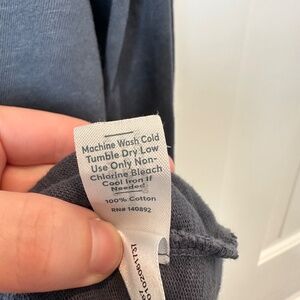 Machine Wash Cold
Tumble Dry Low
Use Only Non-
Chlorine Bleach
Cool Iron If
Needed
100% Cotton
RN# 140892